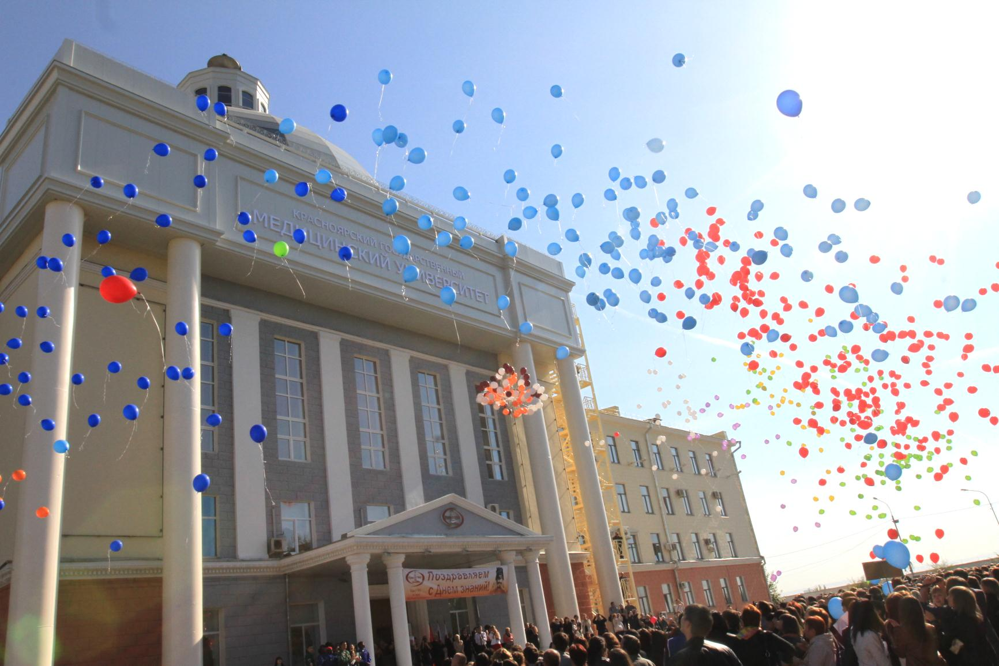 КРАСНОЯРСКИЙ ГОСУДАРСТВЕННЫЙ
МЕДИЦИНСКИЙ УНИВЕРСИТЕТ
Поздравляем
с Днем знаний!